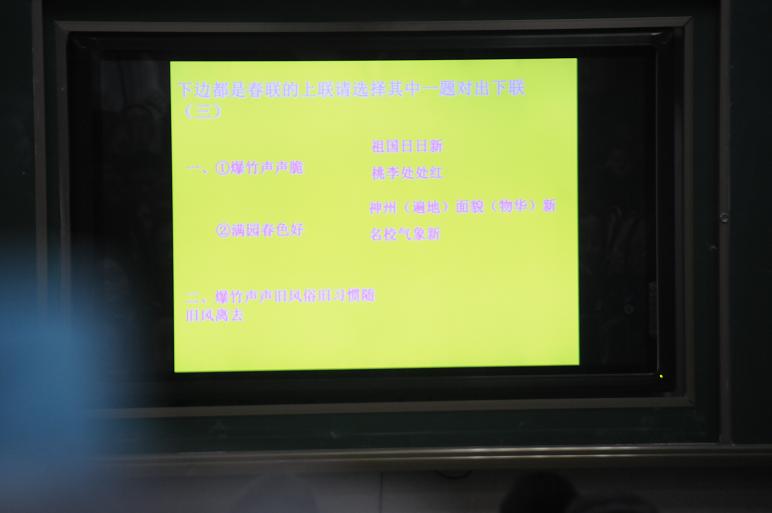 下边都是春联的上联请选择其中一题对出下联
（三）
祖国日日新
一、①爆竹声声脆
桃李处处红
神州（遍地）面貌（物华）新
②满园春色好
名校气象新
二、爆竹声声旧风俗旧习惯随
旧风离去